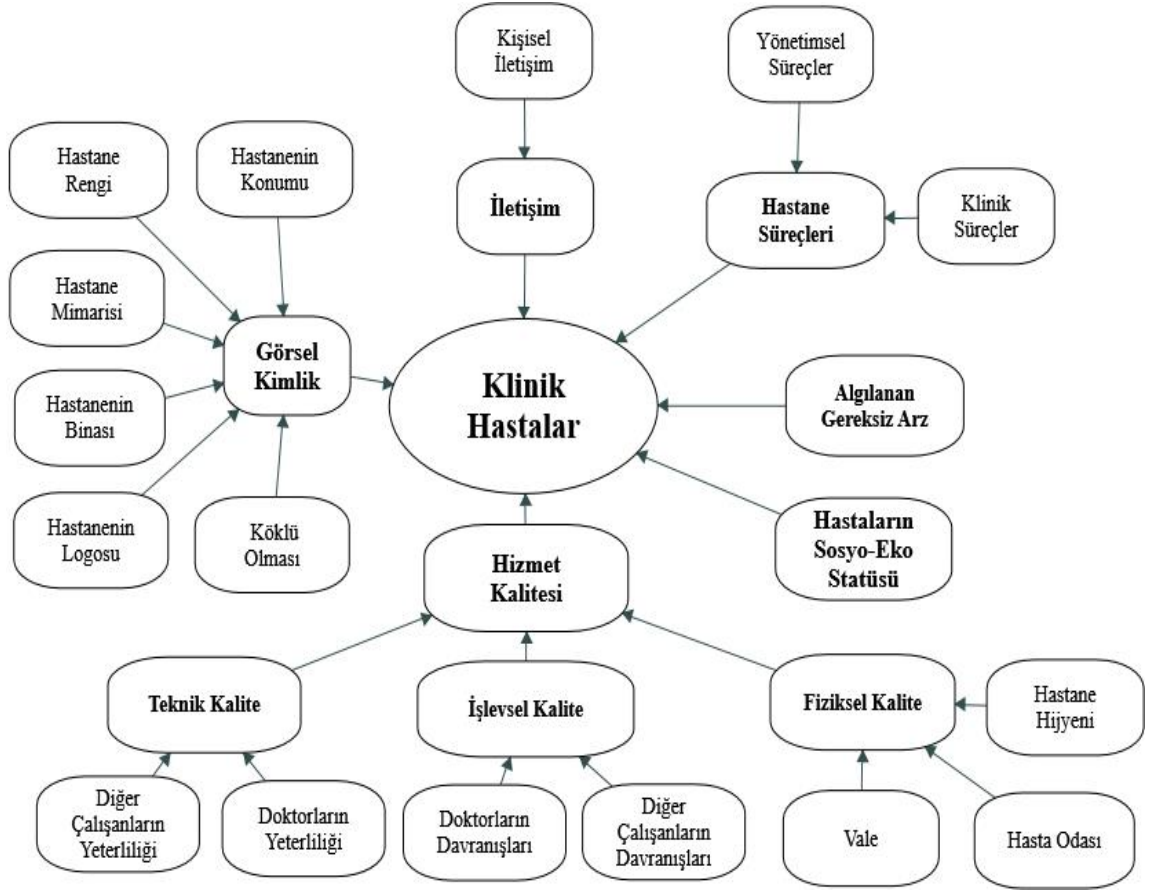 Kişisel
İletişim
Yönetimsel
Süreçler
Hastane
Rengi
Hastanenin
Konumu
İletişim
Hastane
Süreçleri
Klinik
Süreçler
Hastane
Mimarisi
Görsel
Kimlik
Klinik
Hastalar
Algılanan
Gereksiz Arz
Hastanenin
Binası
Hastanenin
Logosu
Köklü
Olması
Hizmet
Kalitesi
Hastaların
Sosyo-Eko
Statüsü
Teknik Kalite
İşlevsel Kalite
Fiziksel Kalite
Hastane
Hijyeni
Diğer
Çalışanların
Yeterliliği
Doktorların
Yeterliliği
Doktorların
Davranışları
Diğer
Çalışanların
Davranışları
Vale
Hasta Odası